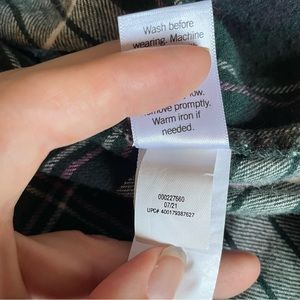 Wash before
wearing. Machine
low.
promptly.
Warm iron if
needed.
000227660
07/21
UPC# 400179387627